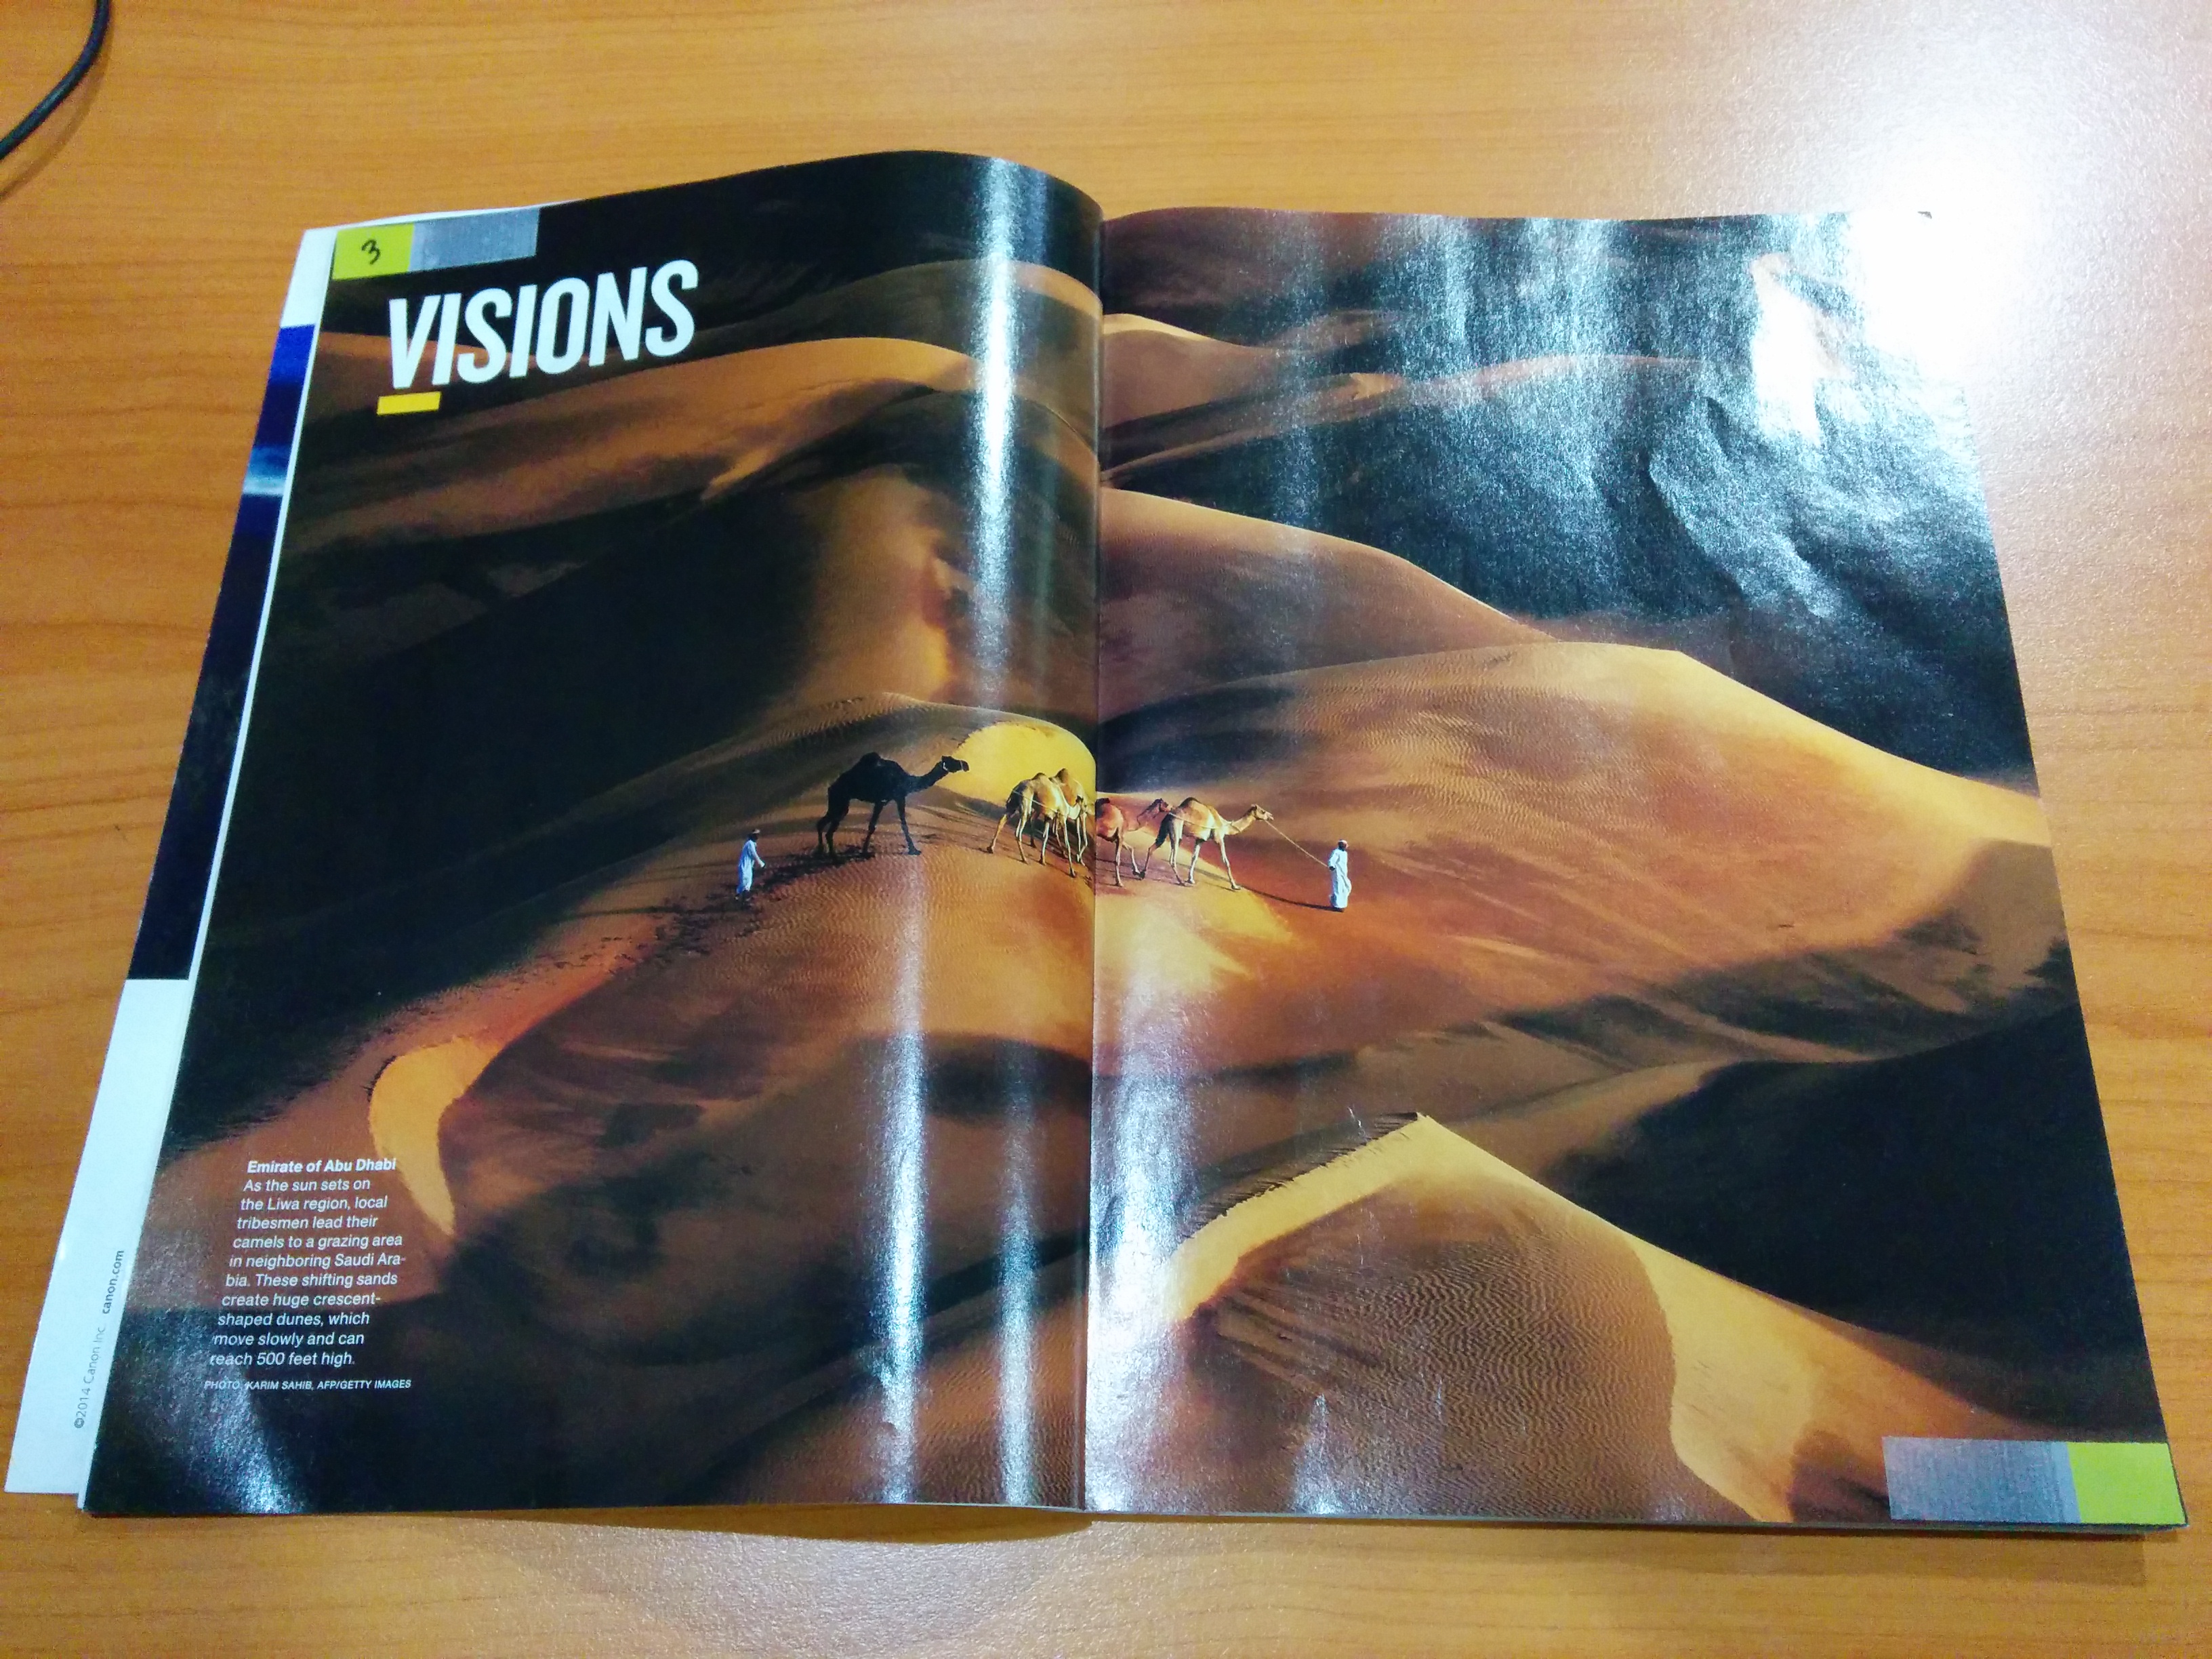 3
VISIONS
Emirate of Abu Dhabi
As the sun sets on
the Liwa region, local
tribesmen lead their
camels to a grazing area
in neighboring Saudi Ara-
bia. These shifting sands
create huge crescent-
shaped dunes, which
move slowly and can
reach 500 feet high.
PHOTO: KARIM SAHIB, AFP/GETTY IMAGES
©2014 Canon Inc. canon.com